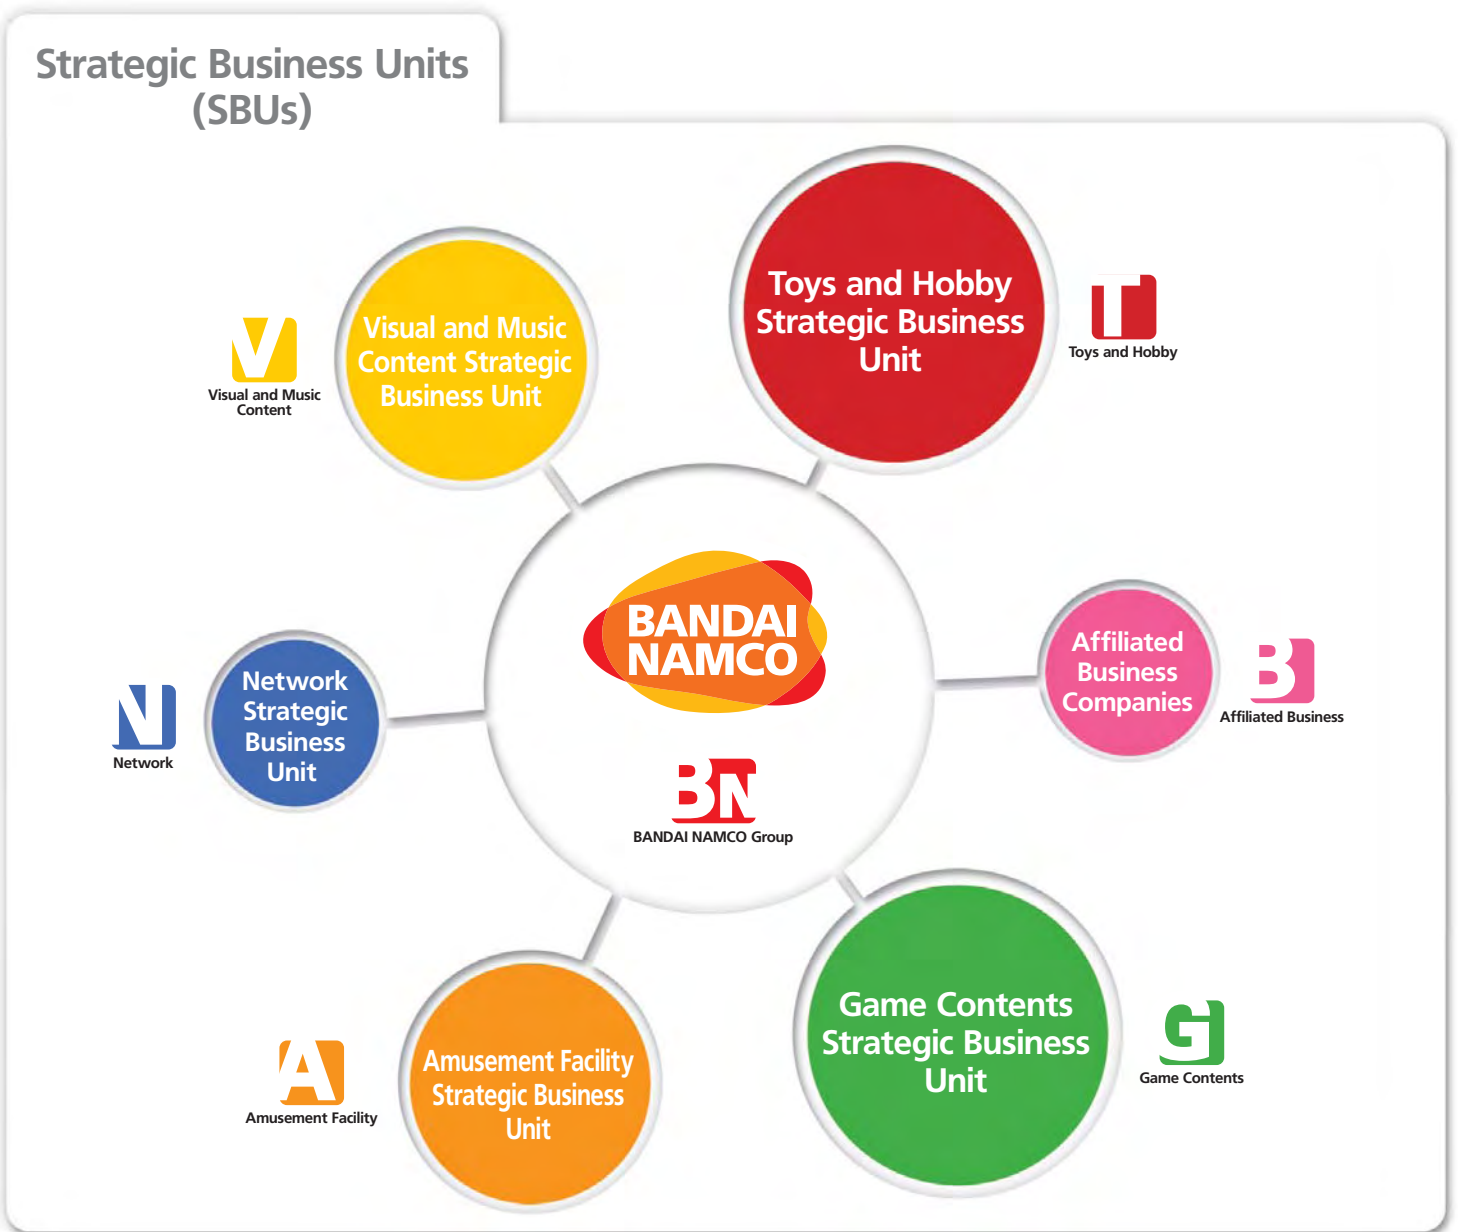 Strategic Business Units
(SBUs)
Toys and Hobby
Strategic Business
Unit
T
Toys and Hobby
Visual and Music
Content Strategic
Business Unit
V
Visual and Music
Content
BANDAI
NAMCO
BN
BANDAI NAMCO Group
Affiliated
Business
Companies
B
Affiliated Business
Network
Strategic
Business
Unit
N
Network
Game Contents
Strategic Business
Unit
G
Game Contents
Amusement Facility
Strategic Business
Unit
A
Amusement Facility